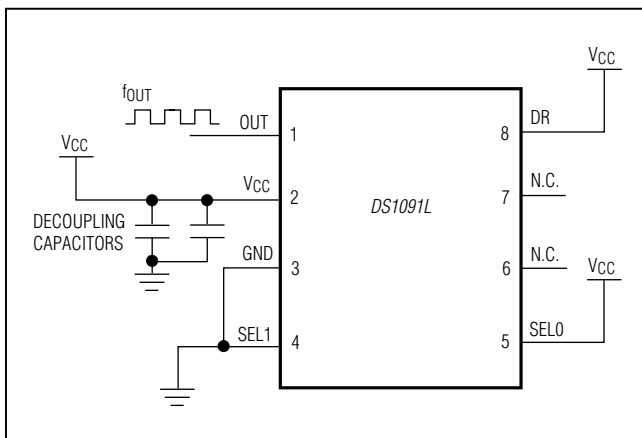 fOUT
OUT
1
VCC
VCC
2
DECOUPLING
CAPACITORS
GND
3
SEL1
4
DS1091L
VCC
DR
8
N.C.
7
N.C.
6
VCC
SEL0
5